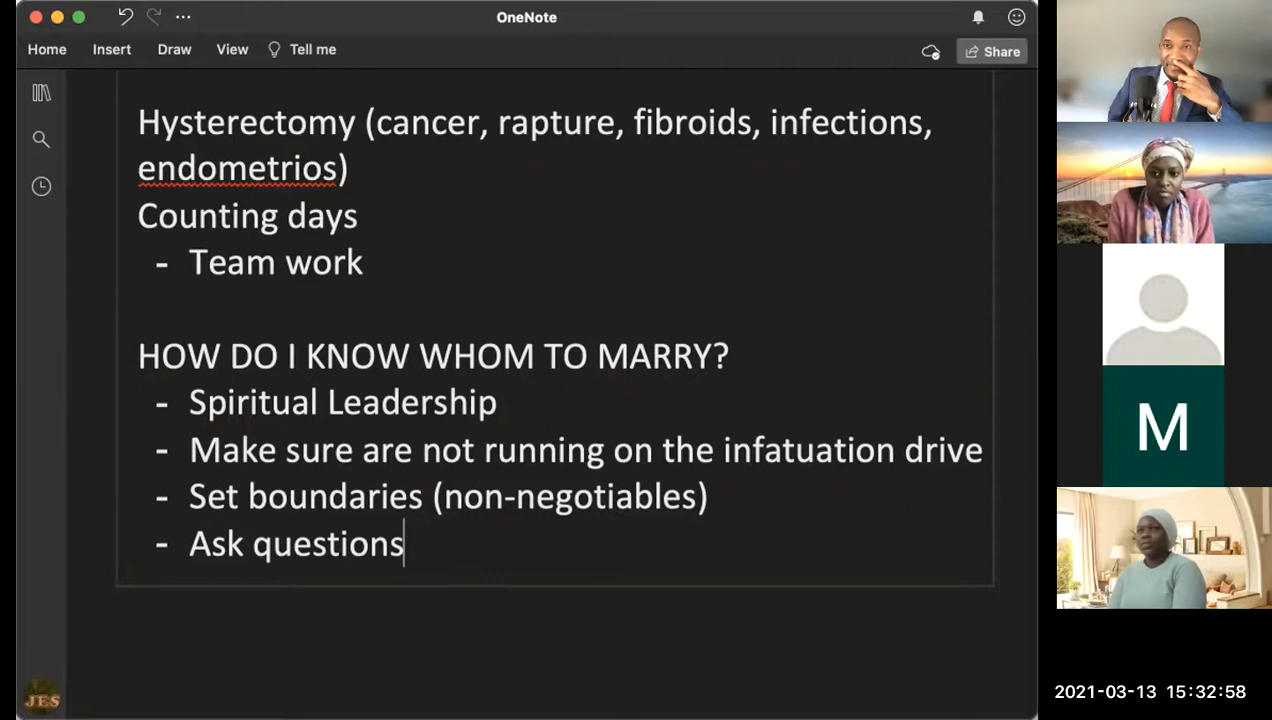 OneNote
Home Insert Draw View Tell me Share
Hysterectomy (cancer, rapture, fibroids, infections,
endometrios)
Counting days
- Team work
HOW DO I KNOW WHOM TO MARRY?
- Spiritual Leadership
- Make sure are not running on the infatuation drive
- Set boundaries (non-negotiables)
- Ask questions
M
JES
2021-03-13 15:32:58